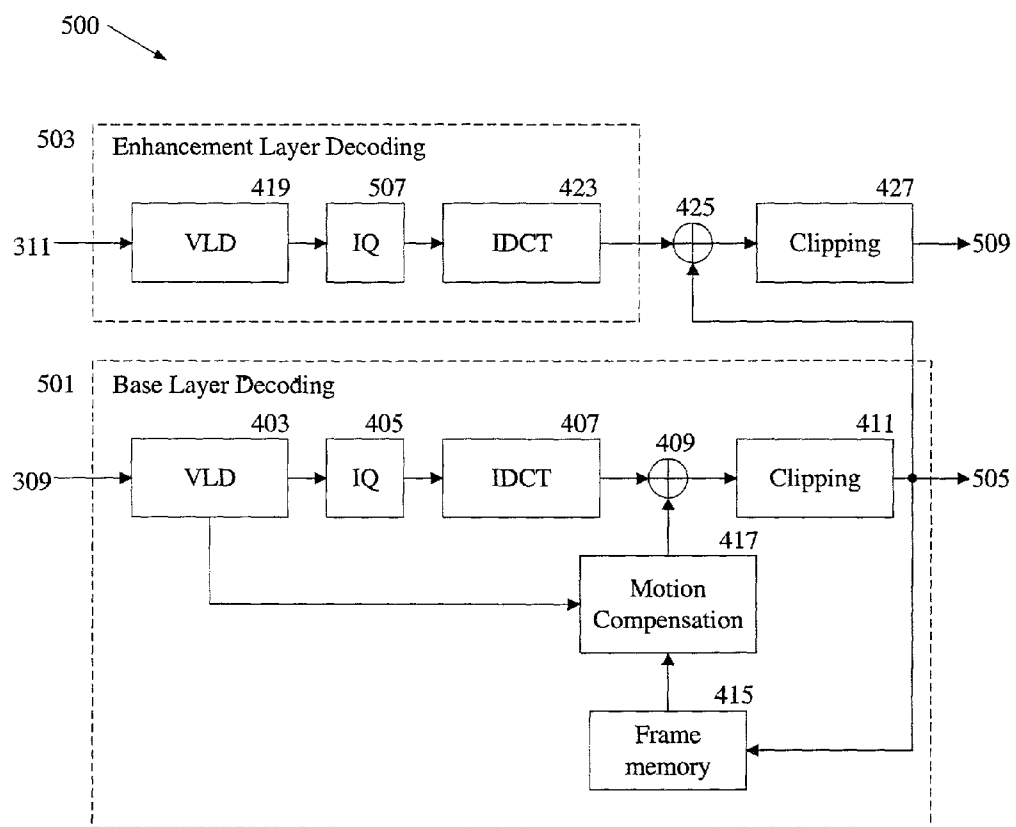 500
503
Enhancement Layer Decoding
419
507
423
425
427
311
VLD
IQ
IDCT
Clipping
509
501
Base Layer Decoding
403
405
407
409
411
309
VLD
IQ
IDCT
Clipping
505
417
Motion
Compensation
415
Frame
memory